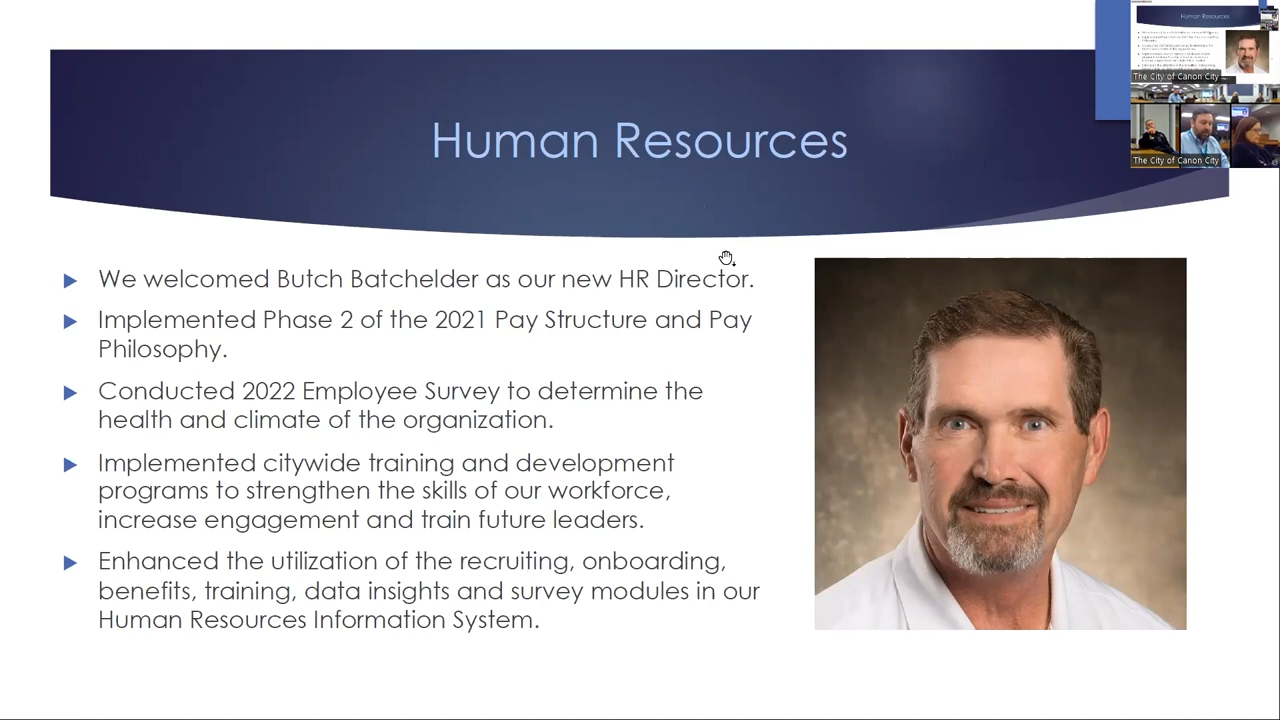 Human Resources
We welcomed Butch Batchelder as our new HR Director.
Implemented Phase 2 of the 2021 Pay Structure and Pay
Philosophy.
Conducted 2022 Employee Survey to determine the
health and climate of the organization.
Implemented citywide training and development
programs to strengthen the skills of our workforce,
increase engagement and train future leaders.
Enhanced the utilization of the recruiting, onboarding,
benefits, training, data insights and survey modules in our
Human Resources Information System.
Human Resources
The City of Canon City
The City of Canon City